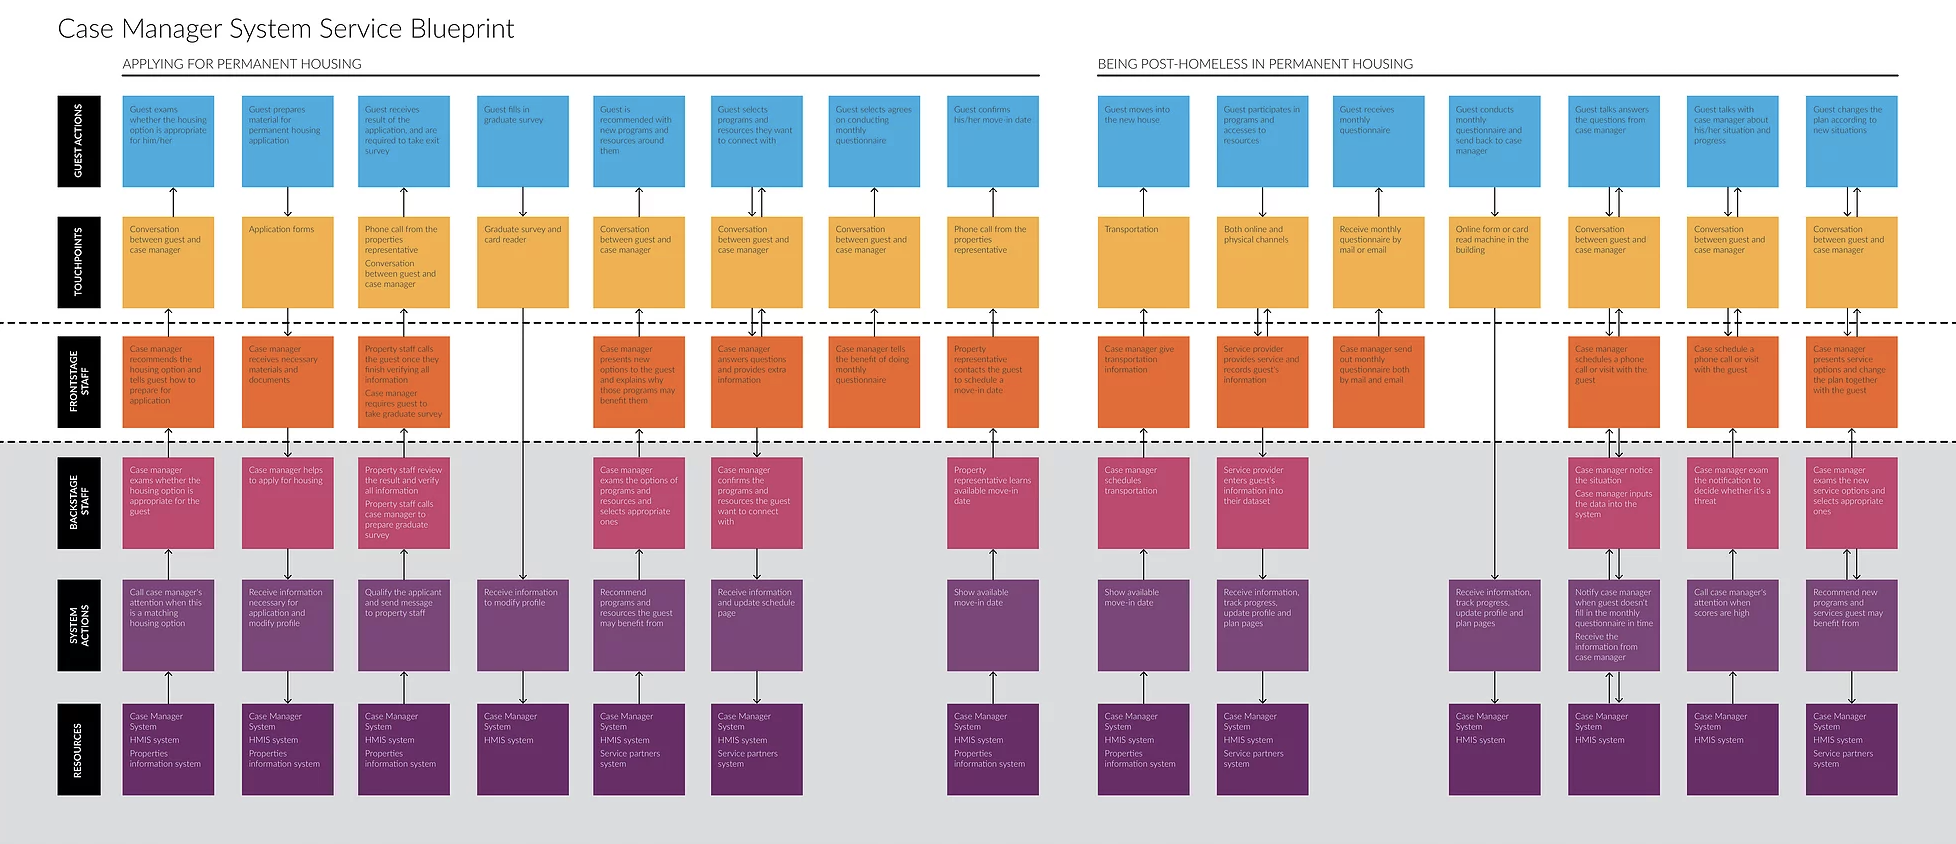 Case Manager System Service Blueprint
APPLYING FOR PERMANENT HOUSING
BEING POST-HOMELESS IN PERMANENT HOUSING
GUEST ACTIONS
Guest exams
whether the housing
option is appropriate
for him/her
Guest prepares
material for
permanent housing
application
Guest receives
result of the
application, and are
required to take exit
survey
Guest fills in
graduate survey
Guest is
recommended with
new programs and
resources around
them
Guest selects
programs and
resources they want
to connect with
Guest selects agrees
on conducting
monthly
questionnaire
Guest confirms
his/her move-in date
Guest moves into
the new house
Guest participates in
programs and
accesses to
resources
Guest receives
monthly
questionnaire
Guest conducts
monthly
questionnaire and
send back to case
manager
Guest talks answers
the questions from
case manager
Guest talks with
case manager about
his/her situation and
progress
Guest changes the
plan according to
new situations
TOUCHPOINTS
Conversation
between guest and
case manager
Application forms
Phone call from the
properties
representative
Conversation
between guest and
case manager
Graduate survey and
card reader
Conversation
between guest and
case manager
Conversation
between guest and
case manager
Conversation
between guest and
case manager
Phone call from the
properties
representative
Transportation
Both online and
physical channels
Receive monthly
questionnaire by
mail or email
Online form or card
read machine in the
building
Conversation
between guest and
case manager
Conversation
between guest and
case manager
Conversation
between guest and
case manager
FRONTSTAGE
STAFF
Case manager
recommends the
housing option and
tells guest how to
prepare for
application
Case manager
receives necessary
materials and
documents
Property staff calls
the guest once they
finish verifying all
information
Case manager
requires guest to
take graduate survey
Case manager
presents new
options to the guest
and explains why
those programs may
benefit them
Case manager
answers questions
and provides extra
information
Case manager tells
the benefit of doing
monthly
questionnaire
Property
representative
contacts the guest
to schedule a
move-in date
Case manager give
transportation
information
Service provider
provides service and
records guest's
information
Case manager send
out monthly
questionnaire both
by mail and email
Case manager
schedules a phone
call or visit with the
guest
Case schedule a
phone call or visit
with the guest
Case manager
presents service
options and change
the plan together
with the guest
BACKSTAGE
STAFF
Case manager
exams whether the
housing option is
appropriate for the
guest
Case manager helps
to apply for housing
Property staff review
the result and verify
all information
Property staff calls
case manager to
prepare graduate
survey
Case manager
exams the options of
programs and
resources and
selects appropriate
ones
Case manager
confirms the
programs and
resources the guest
want to connect
with
Property
representative learns
available move-in
date
Case manager
schedules
transportation
Service provider
enters guest's
information into
their dataset
Case manager notice
the situation
Case manager inputs
the data into the
system
Case manager exam
the notification to
decide whether it's a
threat
Case manager
exams the new
service options and
selects appropriate
ones
SYSTEM
ACTIONS
Call case manager's
attention when this
is a matching
housing option
Receive information
necessary for
application and
modify profile
Qualify the applicant
and send message
to property staff
Receive information
to modify profile
Recommend
programs and
resources the guest
may benefit from
Receive information
and update schedule
page
Show available
move-in date
Show available
move-in date
Receive information,
track progress,
update profile and
plan pages
Receive information,
track progress,
update profile and
plan pages
Notify case manager
when guest doesn't
fill in the monthly
questionnaire in time
Receive the
information from
case manager
Call case manager's
attention when
scores are high
Recommend new
programs and
services guest may
benefit from
RESOURCES
Case Manager
System
HMIS system
Properties
information system
Case Manager
System
HMIS system
Properties
information system
Case Manager
System
HMIS system
Properties
information system
Case Manager
System
HMIS system
Case Manager
System
HMIS system
Service partners
system
Case Manager
System
HMIS system
Service partners
system
Case Manager
System
HMIS system
Properties
information system
Case Manager
System
HMIS system
Properties
information system
Case Manager
System
HMIS system
Service partners
system
Case Manager
System
HMIS system
Case Manager
System
HMIS system
Case Manager
System
HMIS system
Case Manager
System
HMIS system
Service partners
system